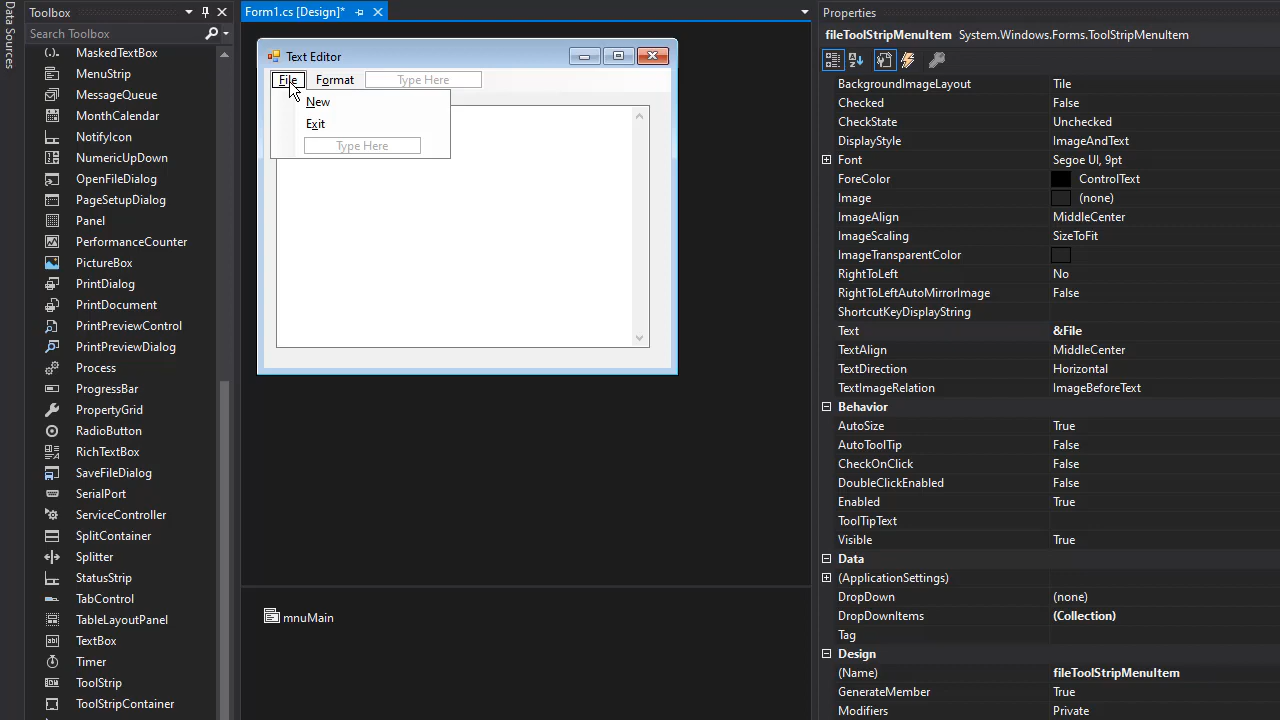 Data Sources
Toolbox
Search Toolbox
MaskedTextBox
MenuStrip
MessageQueue
MonthCalendar
NotifyIcon
NumericUpDown
OpenFileDialog
PageSetupDialog
Panel
PerformanceCounter
PictureBox
PrintDialog
PrintDocument
PrintPreviewControl
PrintPreviewDialog
Process
ProgressBar
PropertyGrid
RadioButton
RichTextBox
SaveFileDialog
SerialPort
ServiceController
SplitContainer
Splitter
StatusStrip
TabControl
TableLayoutPanel
TextBox
Timer
ToolStrip
ToolStripContainer
Form1.cs [Design]*
Text Editor
File Format Type Here
New
Exit
Type Here
mnuMain
Properties
fileToolStripMenuItem System.Windows.Forms.ToolStripMenuItem
BackgroundImageLayout Tile
Checked False
CheckState Unchecked
DisplayStyle ImageAndText
Font Segoe UI, 9pt
ForeColor ControlText
Image (none)
ImageAlign MiddleCenter
ImageScaling SizeToFit
ImageTransparentColor
RightToLeft No
RightToLeftAutoMirrorImage False
ShortcutKeyDisplayString
Text &File
TextAlign MiddleCenter
TextDirection Horizontal
TextImageRelation ImageBeforeText
Behavior
AutoSize True
AutoToolTip False
CheckOnClick False
DoubleClickEnabled False
Enabled True
ToolTipText
Visible True
Data
(ApplicationSettings)
DropDown (none)
DropDownItems (Collection)
Tag
Design
(Name) fileToolStripMenuItem
GenerateMember True
Modifiers Private